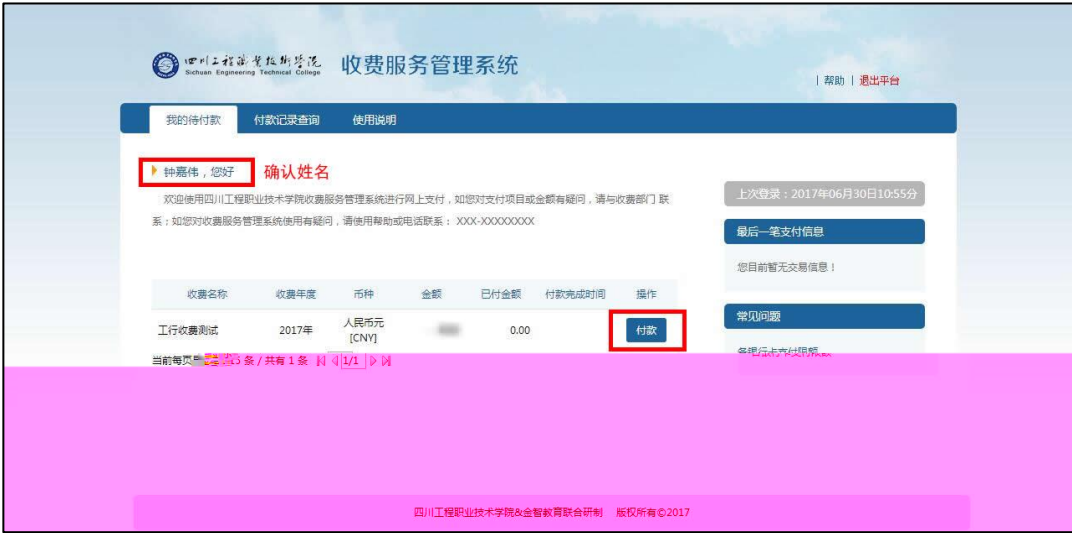 四川工程职业技术学院
Sichuan Engineering Technical College
收费服务管理系统
| 帮助 | 退出平台
我的待付款 付款记录查询 使用说明
钟嘉伟，您好 确认姓名
欢迎使用四川工程职业技术学院收费服务管理系统进行网上支付，如您对支付项目或金额有疑问，请与收费部门 联
系；如您对收费服务管理系统使用有疑问，请使用帮助或电话联系： XXX-XXXXXXXX
上次登录：2017年06月30日10:55分
最后一笔支付信息
您目前暂无交易信息！
收费名称 收费年度 币种 金额 已付金额 付款完成时间 操作
工行收费测试 2017年 人民币元 0.00 付款
[CNY]
当前每页 条 / 共有 1 条 1/1
常见问题
各银行卡支付限额
四川工程职业技术学院&金智教育联合研制 版权所有©2017